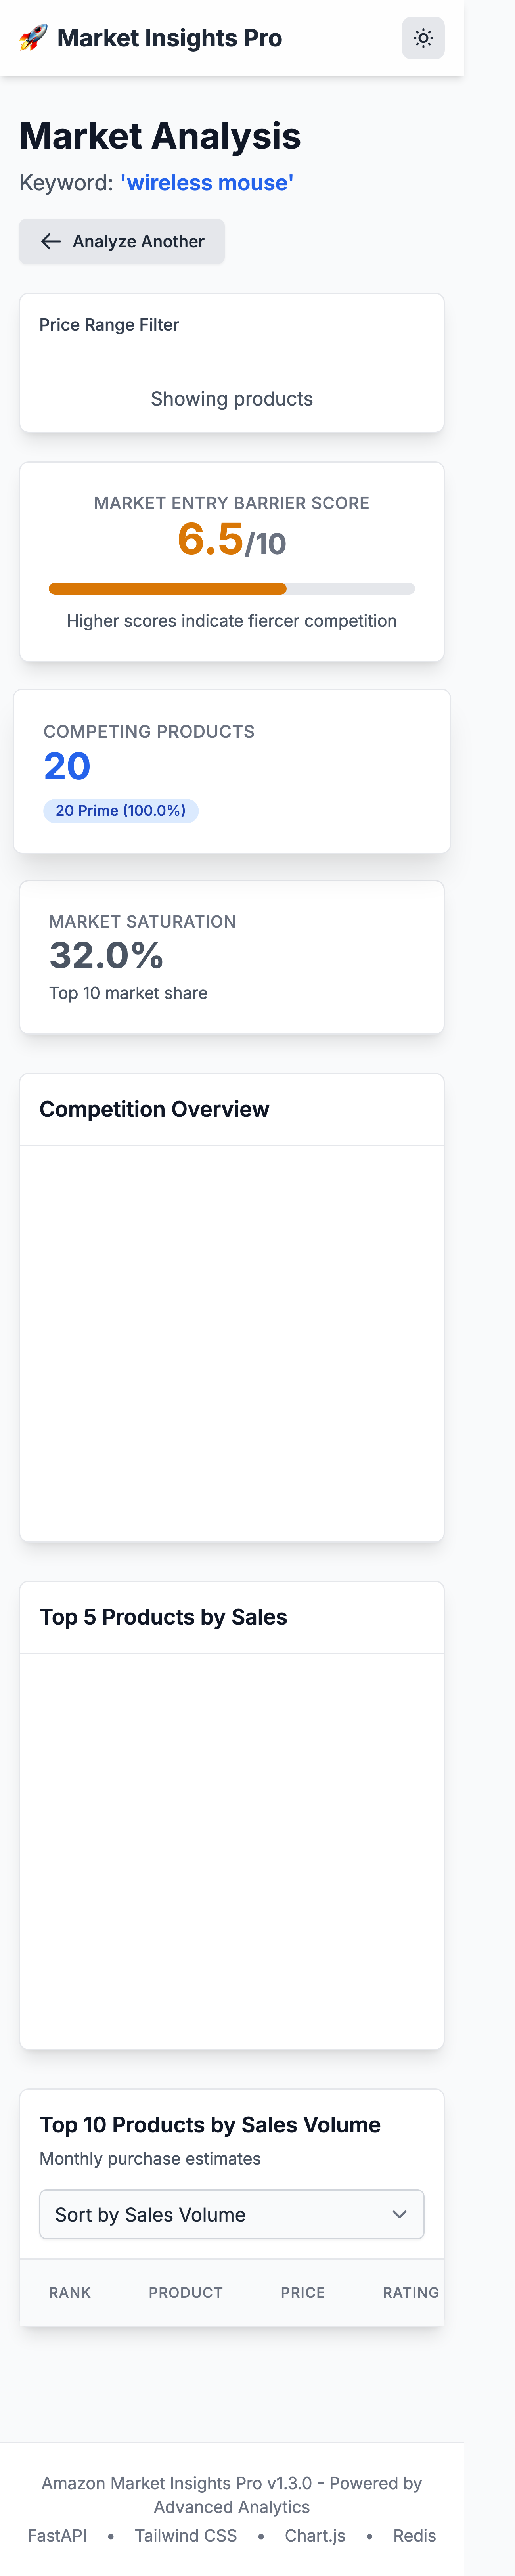 🚀 Market Insights Pro
Market Analysis
Keyword: 'wireless mouse'
Analyze Another
Price Range Filter
Showing products
MARKET ENTRY BARRIER SCORE
6.5/10
Higher scores indicate fiercer competition
COMPETING PRODUCTS
20
20 Prime (100.0%)
MARKET SATURATION
32.0%
Top 10 market share
Competition Overview
Top 5 Products by Sales
Top 10 Products by Sales Volume
Monthly purchase estimates
Sort by Sales Volume
RANK PRODUCT PRICE RATING
Amazon Market Insights Pro v1.3.0 - Powered by
Advanced Analytics
FastAPI • Tailwind CSS • Chart.js • Redis